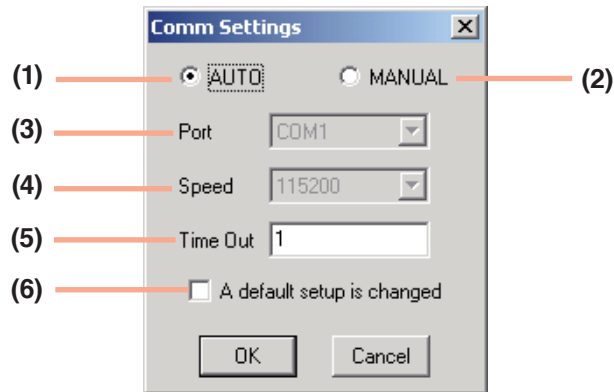 Comm Settings
(1) AUTO MANUAL (2)
(3) Port COM1
(4) Speed 115200
(5) Time Out 1
(6) A default setup is changed
OK Cancel